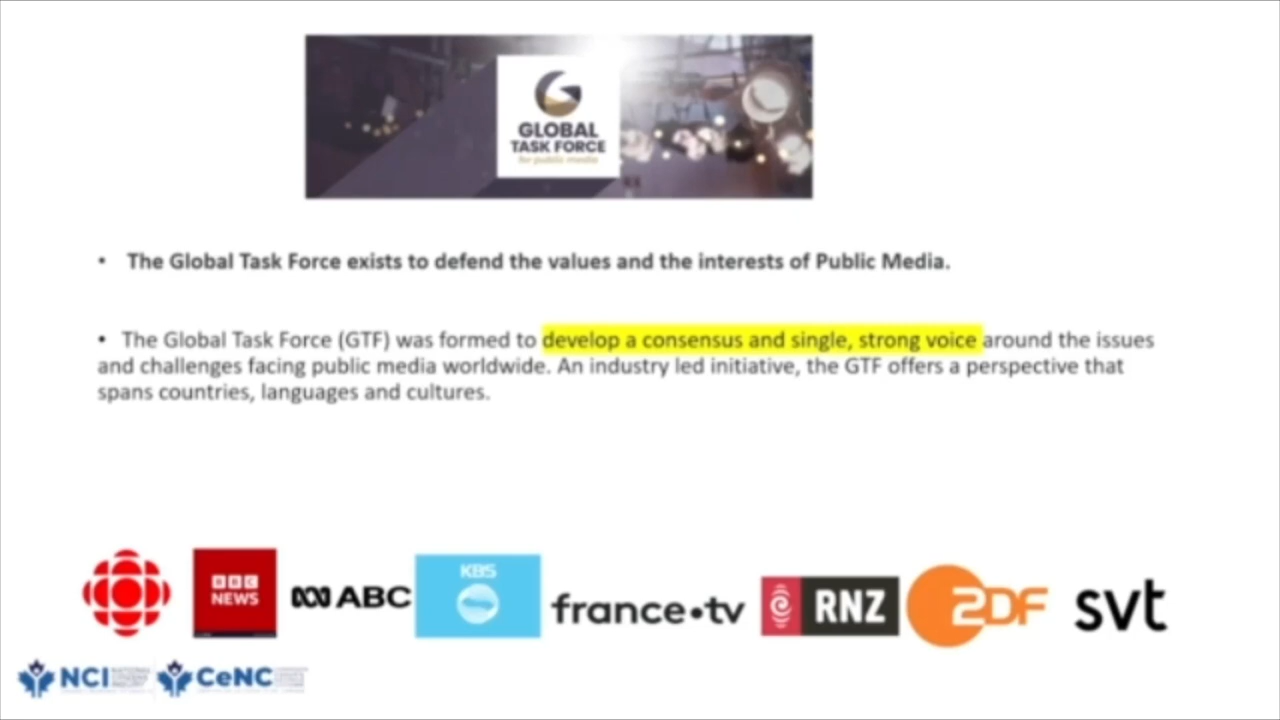 GLOBAL
TASK FORCE
for public media
• The Global Task Force exists to defend the values and the interests of Public Media.
• The Global Task Force (GTF) was formed to develop a consensus and single, strong voice around the issues
and challenges facing public media worldwide. An industry led initiative, the GTF offers a perspective that
spans countries, languages and cultures.
BBC
NEWS
ABC
KBS
france•tv
RNZ
2DF
svt
NCI
CeNC